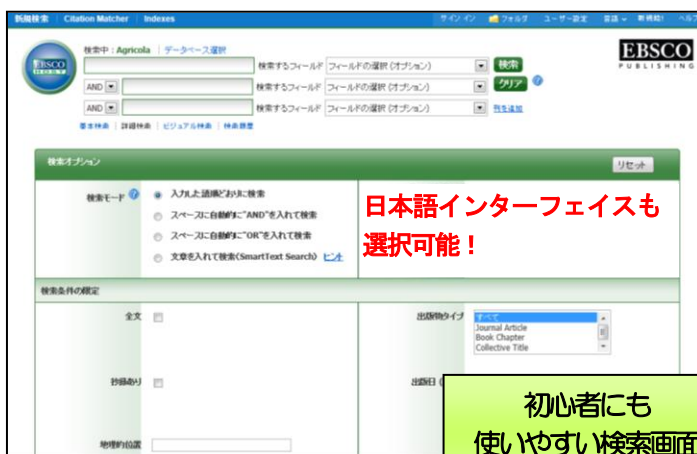 新規検索 Citation Matcher Indexes サインイン フォルダ ユーザー設定 言語 新機能!
検索中 : Agricola データベース選択
EBSCO HOST
EBSCO
PUBLISHING
検索するフィールド フィールドの選択 (オプション) 検索
AND 検索するフィールド フィールドの選択 (オプション) クリア ?
AND 検索するフィールド フィールドの選択 (オプション) 列を追加
基本検索 詳細検索 ビジュアル検索 検索履歴
検索オプション リセット
検索モード ? 入力した語順どおりに検索
スペースに自動的に"AND"を入れて検索
スペースに自動的に"OR"を入れて検索
文章を入れて検索(SmartText Search) ヒント
日本語インターフェイスも
選択可能！
検索条件の限定
全文
出版物タイプ すべて
Journal Article
Book Chapter
Collective Title
抄録あり
出版日
地理的位置
初心者にも
使いやすい検索画面